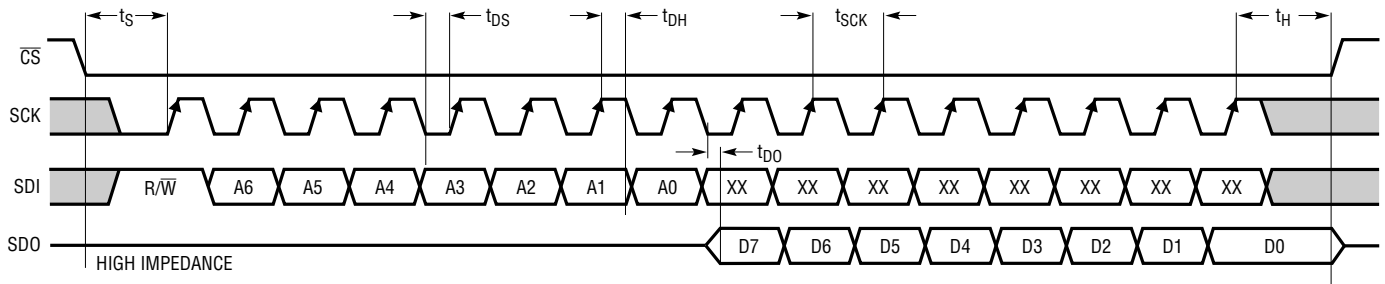 tS tDS tDH tSCK tH
C̅S̅
SCK
tDO
SDI R/W̅ A6 A5 A4 A3 A2 A1 A0 XX XX XX XX XX XX XX XX
SDO D7 D6 D5 D4 D3 D2 D1 D0
HIGH IMPEDANCE